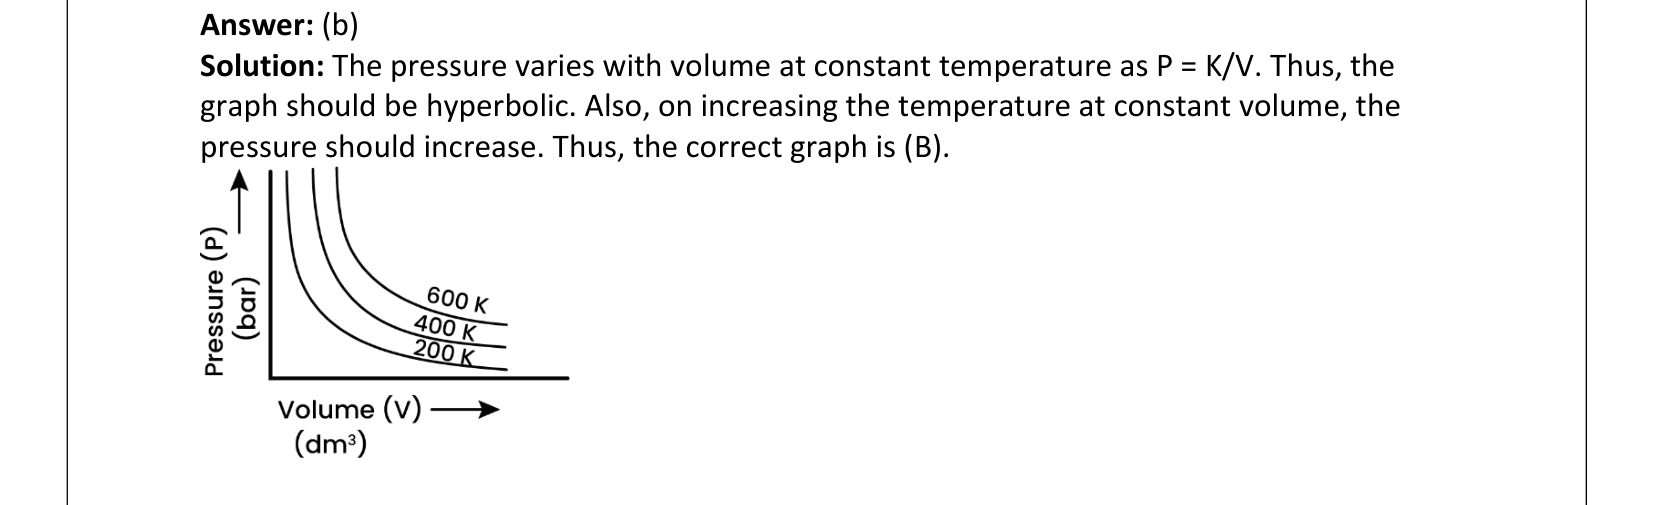 Answer: (b)
Solution: The pressure varies with volume at constant temperature as P = K/V. Thus, the
graph should be hyperbolic. Also, on increasing the temperature at constant volume, the
pressure should increase. Thus, the correct graph is (B).
Pressure (P)
(bar)
600 K
400 K
200 K
Volume (V)
(dm³)